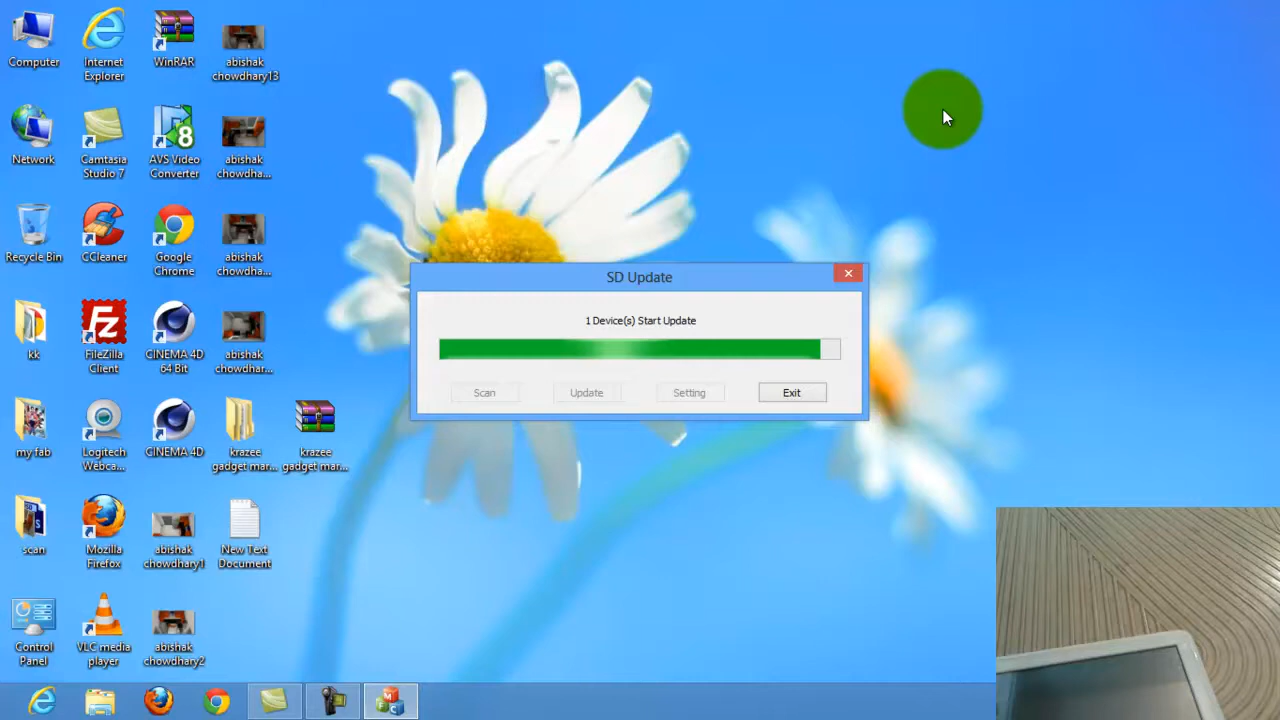 Computer
Internet
Explorer
WinRAR
abishak
chowdhary13
Network
Camtasia
Studio 7
8
AVS Video
Converter
abishak
chowdha...
Recycle Bin
CCleaner
Google
Chrome
abishak
chowdha...
kk
Fz
FileZilla
Client
CINEMA 4D
64 Bit
abishak
chowdhar...
my fab
Logitech
Webca...
CINEMA 4D
krazee
gadget mar...
krazee
gadget mar...
scan
Mozilla
Firefox
abishak
chowdhary1
New Text
Document
Control
Panel
VLC media
player
abishak
chowdhary2
SD Update
1 Device(s) Start Update
Scan
Update
Setting
Exit